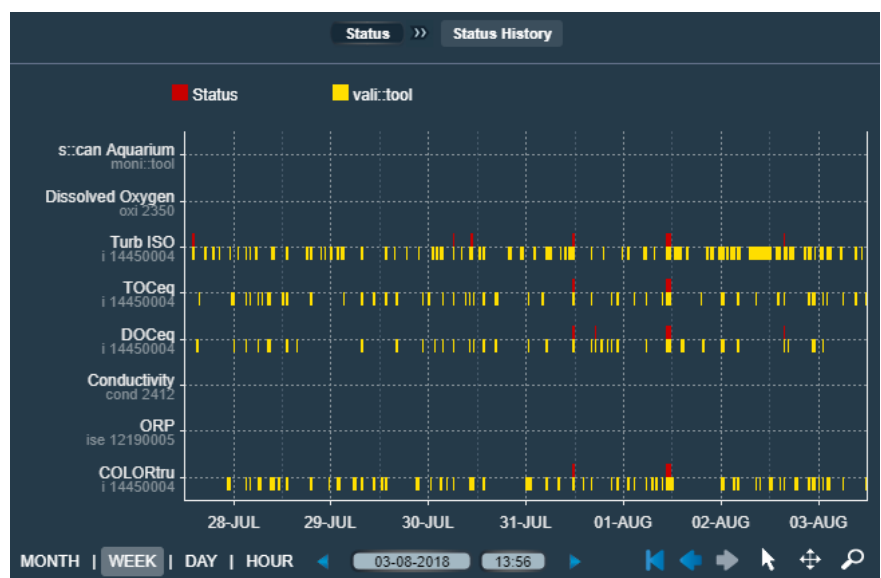 Status » Status History
Status vali::tool
s::can Aquarium
moni::tool
Dissolved Oxygen
oxi 2350
Turb ISO
i 14450004
TOCeq
i 14450004
DOCeq
i 14450004
Conductivity
cond 2412
ORP
ise 12190005
COLORtru
i 14450004
28-JUL 29-JUL 30-JUL 31-JUL 01-AUG 02-AUG 03-AUG
MONTH | WEEK | DAY | HOUR 03-08-2018 13:56